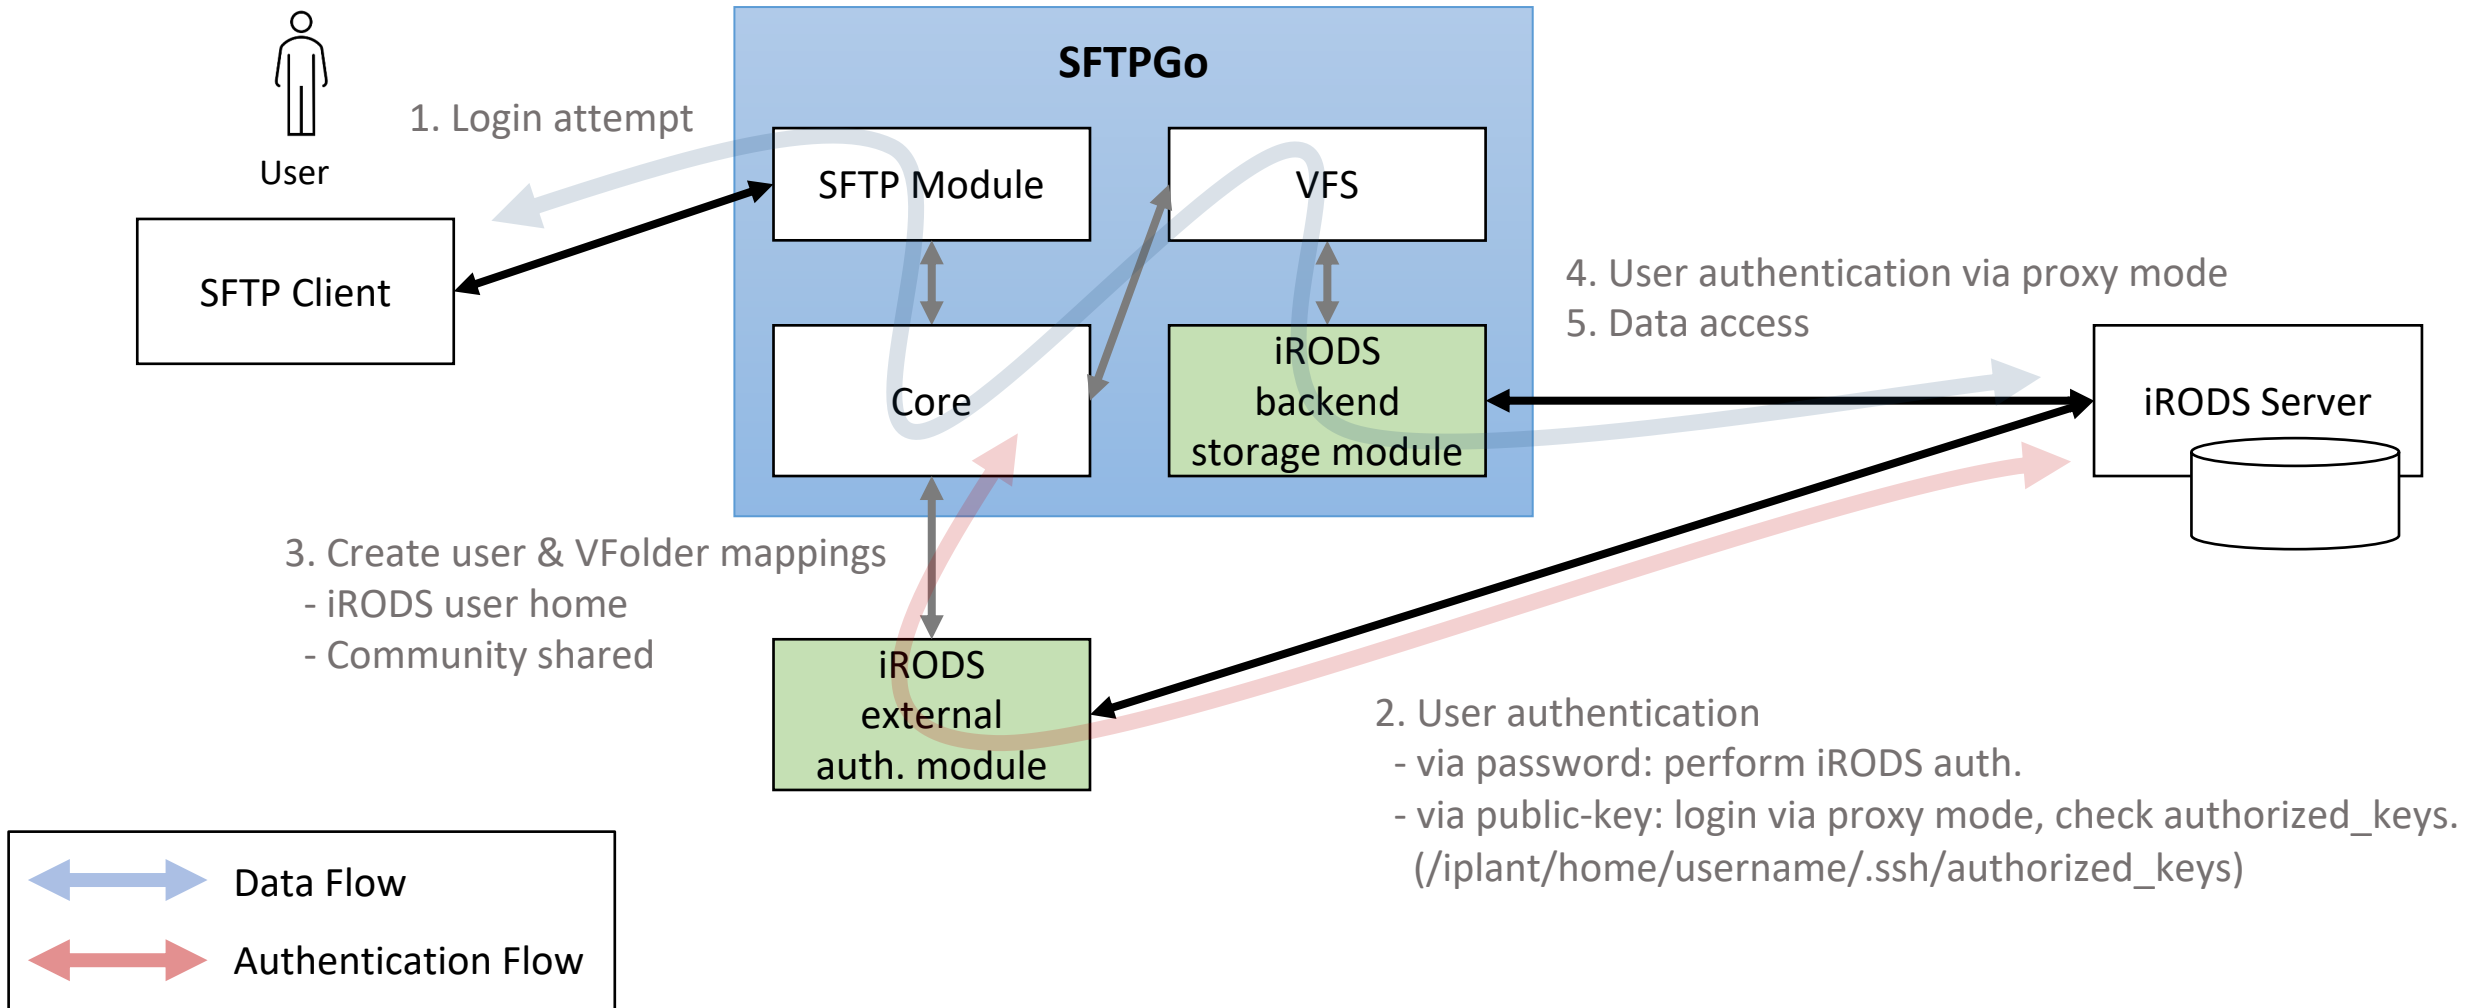 SFTPGo
1. Login attempt
User
SFTP Module
VFS
SFTP Client
4. User authentication via proxy mode
5. Data access
Core
iRODS
backend
storage module
iRODS Server
3. Create user & VFolder mappings
- iRODS user home
- Community shared
iRODS
external
auth. module
2. User authentication
- via password: perform iRODS auth.
- via public-key: login via proxy mode, check authorized_keys.
(/iplant/home/username/.ssh/authorized_keys)
Data Flow
Authentication Flow